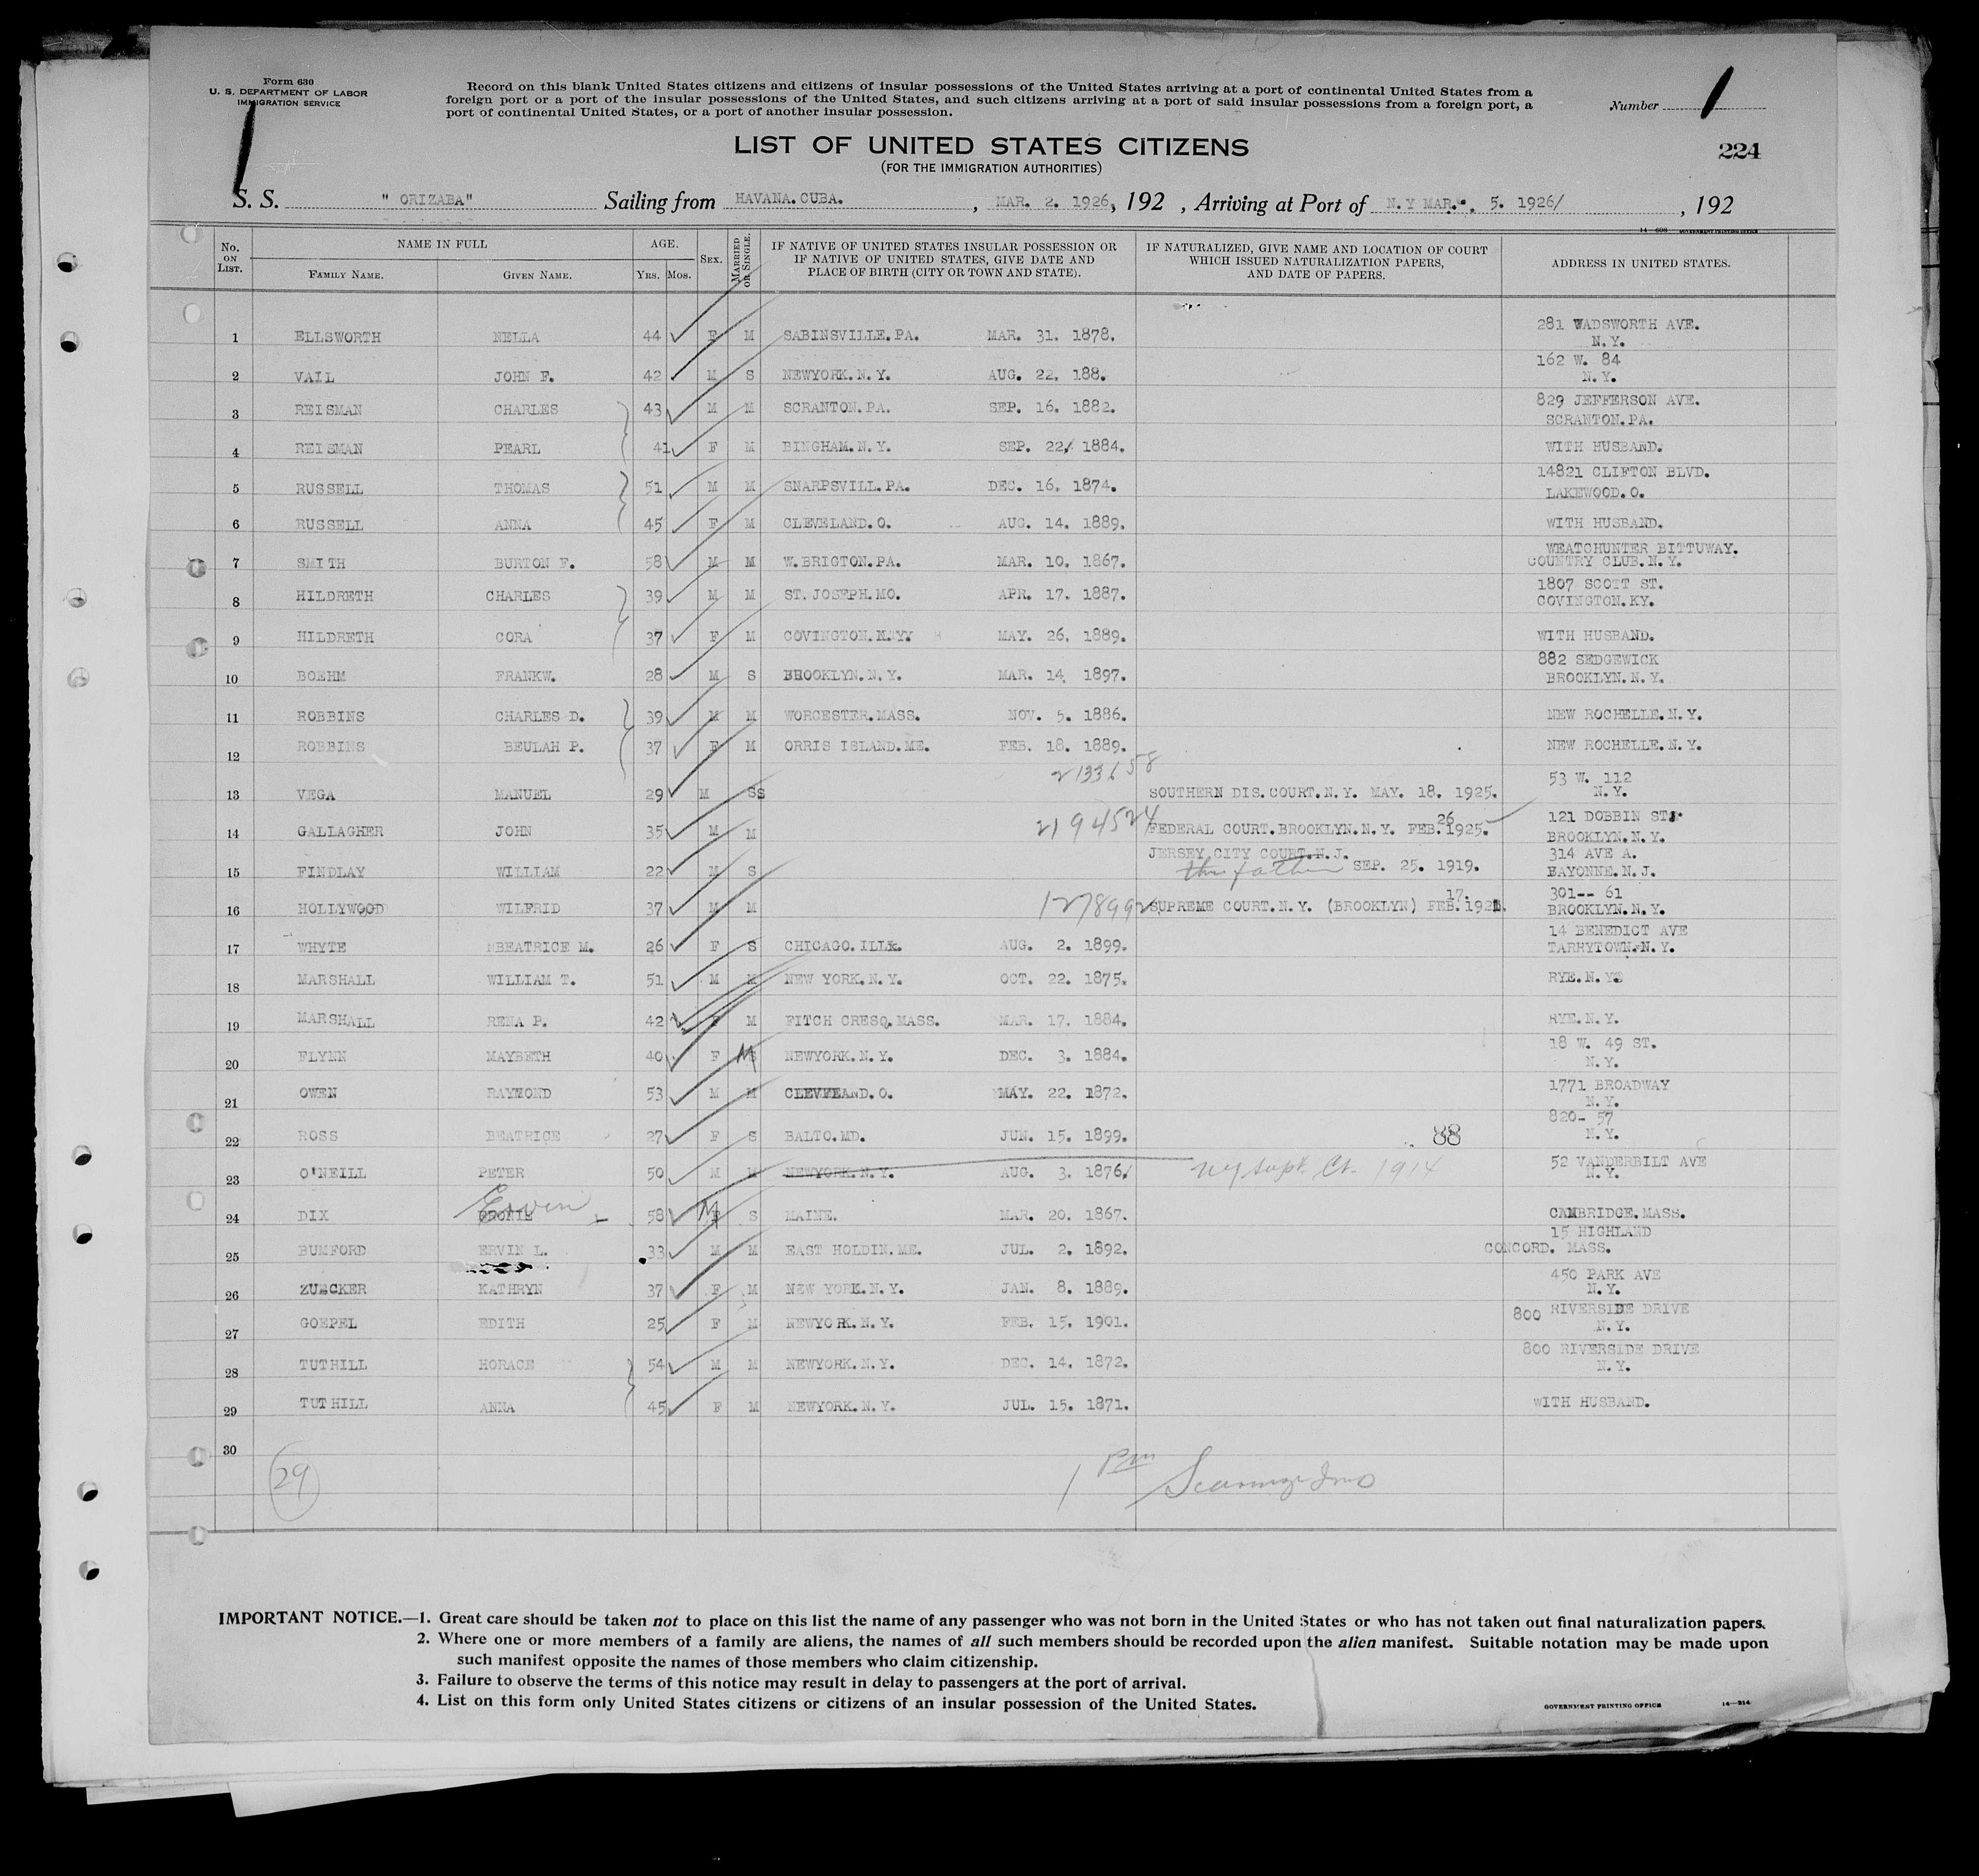 Form 630
U. S. DEPARTMENT OF LABOR
IMMIGRATION SERVICE
Record on this blank United States citizens and citizens of insular possessions of the United States arriving at a port of continental United States from a
foreign port or a port of the insular possessions of the United States, and such citizens arriving at a port of said insular possessions from a foreign port, a
port of continental United States, or a port of another insular possession.
Number 1
LIST OF UNITED STATES CITIZENS
(FOR THE IMMIGRATION AUTHORITIES)
224
S. S. " ORIZABA" Sailing from HAVANA. CUBA. , MAR. 2. 1926, 192 , Arriving at Port of N.Y MAR. 5. 1926/ , 192
No. ON LIST. NAME IN FULL AGE. SEX. MARRIED OR SINGLE. IF NATIVE OF UNITED STATES INSULAR POSSESSION OR IF NATIVE OF UNITED STATES, GIVE DATE AND PLACE OF BIRTH (CITY OR TOWN AND STATE). IF NATURALIZED, GIVE NAME AND LOCATION OF COURT WHICH ISSUED NATURALIZATION PAPERS, AND DATE OF PAPERS. ADDRESS IN UNITED STATES.
FAMILY NAME. GIVEN NAME. YRS. MOS.
1 ELLSWORTH NELLA 44 F M SABINSVILLE. PA. MAR. 31. 1878. 281 WADSWORTH AVE. N.Y.
2 VAIL JOHN F. 42 M S NEWYORK. N.Y. AUG. 22. 188. 162 W. 84 N.Y.
3 REISMAN CHARLES 43 M M SCRANTON. PA. SEP. 16. 1882. 829 JEFFERSON AVE. SCRANTON. PA.
4 REISMAN PEARL 41 F M BINGHAM. N.Y. SEP. 22/ 1884. WITH HUSBAND.
5 RUSSELL THOMAS 51 M M SNARPSVILL. PA. DEC. 16. 1874. 14821 CLIFTON BLVD. LAKEWOOD. O.
6 RUSSELL ANNA 45 F M CLEVELAND. O. AUG. 14. 1889. WITH HUSBAND.
7 SMITH BURTON F. 58 M M W. BRIGTON. PA. MAR. 10. 1867. WEATCHUNTER BITTUWAY. COUNTRY CLUB. N.Y.
8 HILDRETH CHARLES 39 M M ST. JOSEPH. MO. APR. 17. 1887. 1807 SCOTT ST. COVINGTON. KY.
9 HILDRETH CORA 37 F M COVINGTON. MAY. 26. 1889. WITH HUSBAND.
10 BOEHM FRANKW. 28 M S BROOKLYN. N.Y. MAR. 14. 1897. 882 SEDGEWICK BROOKLYN. N.Y.
11 ROBBINS CHARLES D. 39 M M WORCESTER. MASS. NOV. 5. 1886. NEW ROCHELLE. N.Y.
12 ROBBINS BEULAH P. 37 F M ORRIS ISLAND. ME. FEB. 18. 1889. NEW ROCHELLE. N.Y.
2133658
13 VEGA MANUEL 29 M SS SOUTHERN DIS. COURT. N.Y. MAY. 18. 1925. 53 W. 112 N.Y.
14 GALLAGHER JOHN 35 M M 2194524 FEDERAL COURT. BROOKLYN. N.Y. FEB. 26 1925. 121 DOBBIN ST. BROOKLYN. N.Y.
15 FINDLAY WILLIAM 22 M S JERSEY CITY COURT. N.J. thru father SEP. 25. 1919. 314 AVE A. BAYONNE. N.J.
16 HOLLYWOOD WILFRID 37 M M 1278992 SUPREME COURT. N.Y. (BROOKLYN) FEB. 17. 1921. 301-- 61 BROOKLYN. N.Y.
17 WHYTE BEATRICE M. 26 F S CHICAGO. ILL. AUG. 2. 1899. 14 BENEDICT AVE TARRYTOWN. N.Y.
18 MARSHALL WILLIAM T. 51 M M NEW YORK. N.Y. OCT. 22. 1875. RYE. N.Y.
19 MARSHALL RENA P. 42 F M FITCH CRESQ. MASS. MAR. 17. 1884. RYE. N.Y.
20 FLYNN MAYBETH 40 F M NEWYORK. N.Y. DEC. 3. 1884. 18 W. 49 ST. N.Y.
21 OWEN RAYMOND 53 M M CLEVELAND. O. MAY. 22. 1872. 1771 BROADWAY N.Y.
22 ROSS BEATRICE 27 F S BALTO. MD. JUN. 15. 1899. 88 820- 57 N.Y.
23 O'NEILL PETER 50 M M NEWYORK. N.Y. AUG. 3. 1876/ NY Supt. Ct. 1914 52 VANDERBILT AVE N.Y.
24 DIX Ervin 58 M S MAINE. MAR. 20. 1867. CAMBRIDGE. MASS.
25 BUMFORD ERVIN L. 33 M M EAST HOLDIN. ME. JUL. 2. 1892. 15 HIGHLAND CONCORD. MASS.
26 ZUECKER KATHRYN 37 F M NEW YORK. N.Y. JAN. 8. 1889. 450 PARK AVE N.Y.
27 GOEPEL EDITH 25 F M NEWYORK. N.Y. FEB. 15. 1901. 800 RIVERSIDE DRIVE N.Y.
28 TUTHILL HORACE 54 M M NEWYORK. N.Y. DEC. 14. 1872. 800 RIVERSIDE DRIVE N.Y.
29 TUTHILL ANNA 45 F M NEWYORK. N.Y. JUL. 15. 1871. WITH HUSBAND.
30
29
1 Pm
IMPORTANT NOTICE.—1. Great care should be taken not to place on this list the name of any passenger who was not born in the United States or who has not taken out final naturalization papers.
2. Where one or more members of a family are aliens, the names of all such members should be recorded upon the alien manifest. Suitable notation may be made upon
such manifest opposite the names of those members who claim citizenship.
3. Failure to observe the terms of this notice may result in delay to passengers at the port of arrival.
4. List on this form only United States citizens or citizens of an insular possession of the United States.
GOVERNMENT PRINTING OFFICE 14—214